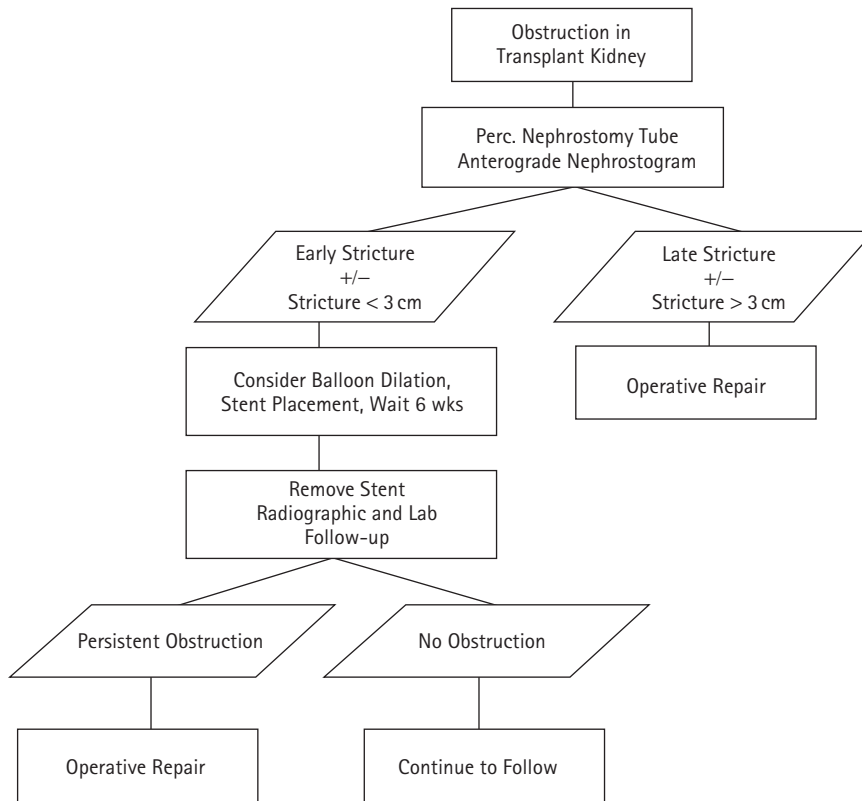 Obstruction in
Transplant Kidney
Perc. Nephrostomy Tube
Anterograde Nephrostogram
Early Stricture
+/−
Stricture < 3 cm
Late Stricture
+/−
Stricture > 3 cm
Consider Balloon Dilation,
Stent Placement, Wait 6 wks
Operative Repair
Remove Stent
Radiographic and Lab
Follow-up
Persistent Obstruction
No Obstruction
Operative Repair
Continue to Follow